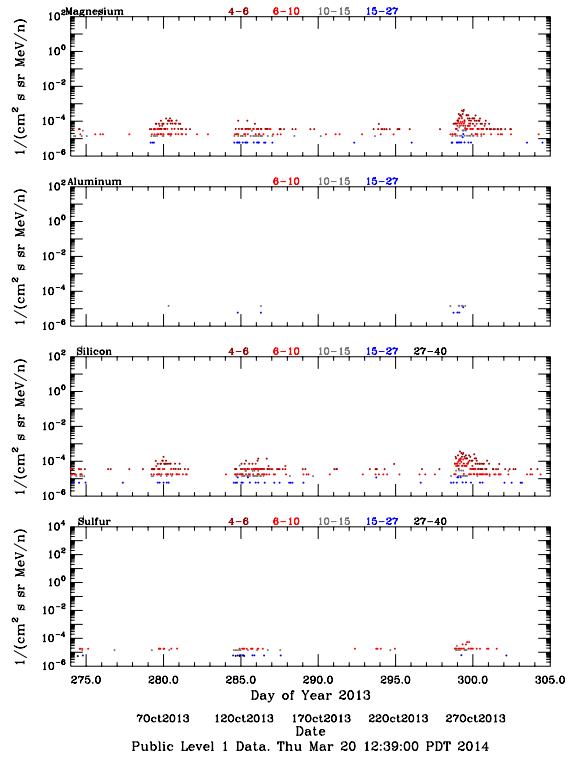 Magnesium 4-6 6-10 10-15 15-27
10² 10⁰ 10⁻² 10⁻⁴ 10⁻⁶
1/(cm² s sr MeV/n)
Aluminum 6-10 10-15 15-27
10² 10⁰ 10⁻² 10⁻⁴ 10⁻⁶
1/(cm² s sr MeV/n)
Silicon 4-6 6-10 10-15 15-27 27-40
10² 10⁰ 10⁻² 10⁻⁴ 10⁻⁶
1/(cm² s sr MeV/n)
Sulfur 4-6 6-10 10-15 15-27 27-40
10⁴ 10² 10⁰ 10⁻² 10⁻⁴ 10⁻⁶
1/(cm² s sr MeV/n)
275.0 280.0 285.0 290.0 295.0 300.0 305.0
Day of Year 2013
7Oct2013 12Oct2013 17Oct2013 22Oct2013 27Oct2013
Date
Public Level 1 Data. Thu Mar 20 12:39:00 PDT 2014